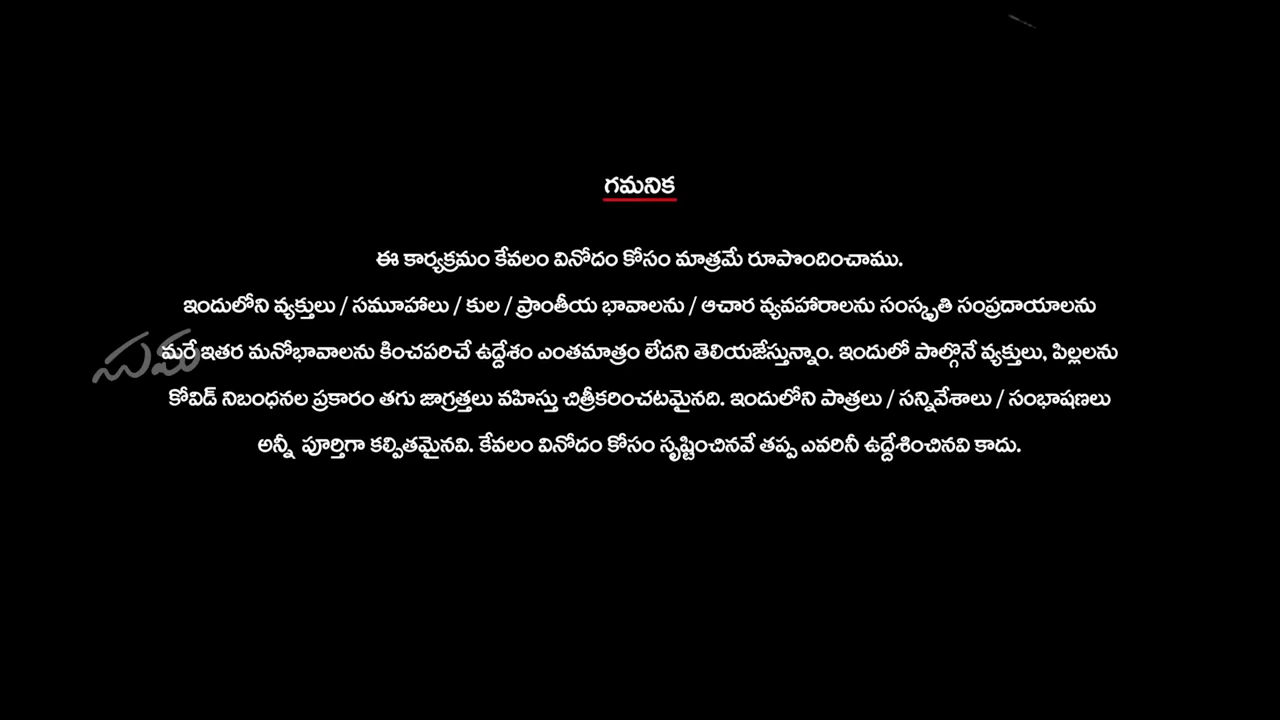 గమనిక
ఈ కార్యక్రమం కేవలం వినోదం కోసం మాత్రమే రూపొందించాము.
ఇందులోని వ్యక్తులు / సమూహాలు / కుల / ప్రాంతీయ భావాలను / ఆచార వ్యవహారాలను సంస్కృతి సంప్రదాయాలను
మరే ఇతర మనోభావాలను కించపరిచే ఉద్దేశం ఎంతమాత్రం లేదని తెలియజేస్తున్నాం. ఇందులో పాల్గొనే వ్యక్తులు, పిల్లలను
కోవిడ్ నిబంధనల ప్రకారం తగు జాగ్రత్తలు వహిస్తు చిత్రీకరించటమైనది. ఇందులోని పాత్రలు / సన్నివేశాలు / సంభాషణలు
అన్నీ పూర్తిగా కల్పితమైనవి. కేవలం వినోదం కోసం సృష్టించినవే తప్ప ఎవరినీ ఉద్దేశించినవి కాదు.